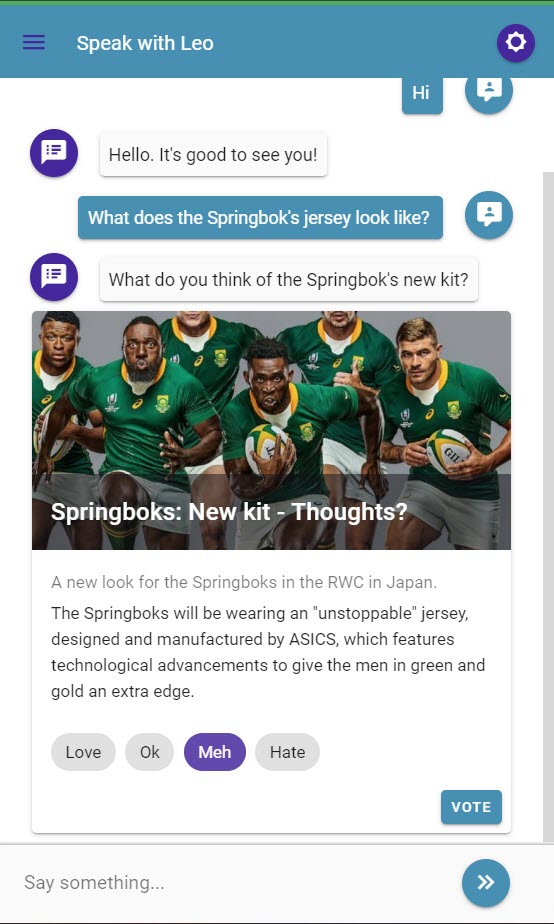 Speak with Leo
Hi
Hello. It's good to see you!
What does the Springbok's jersey look like?
What do you think of the Springbok's new kit?
Springboks: New kit - Thoughts?
A new look for the Springboks in the RWC in Japan.
The Springboks will be wearing an "unstoppable" jersey,
designed and manufactured by ASICS, which features
technological advancements to give the men in green and
gold an extra edge.
Love Ok Meh Hate
VOTE
Say something...